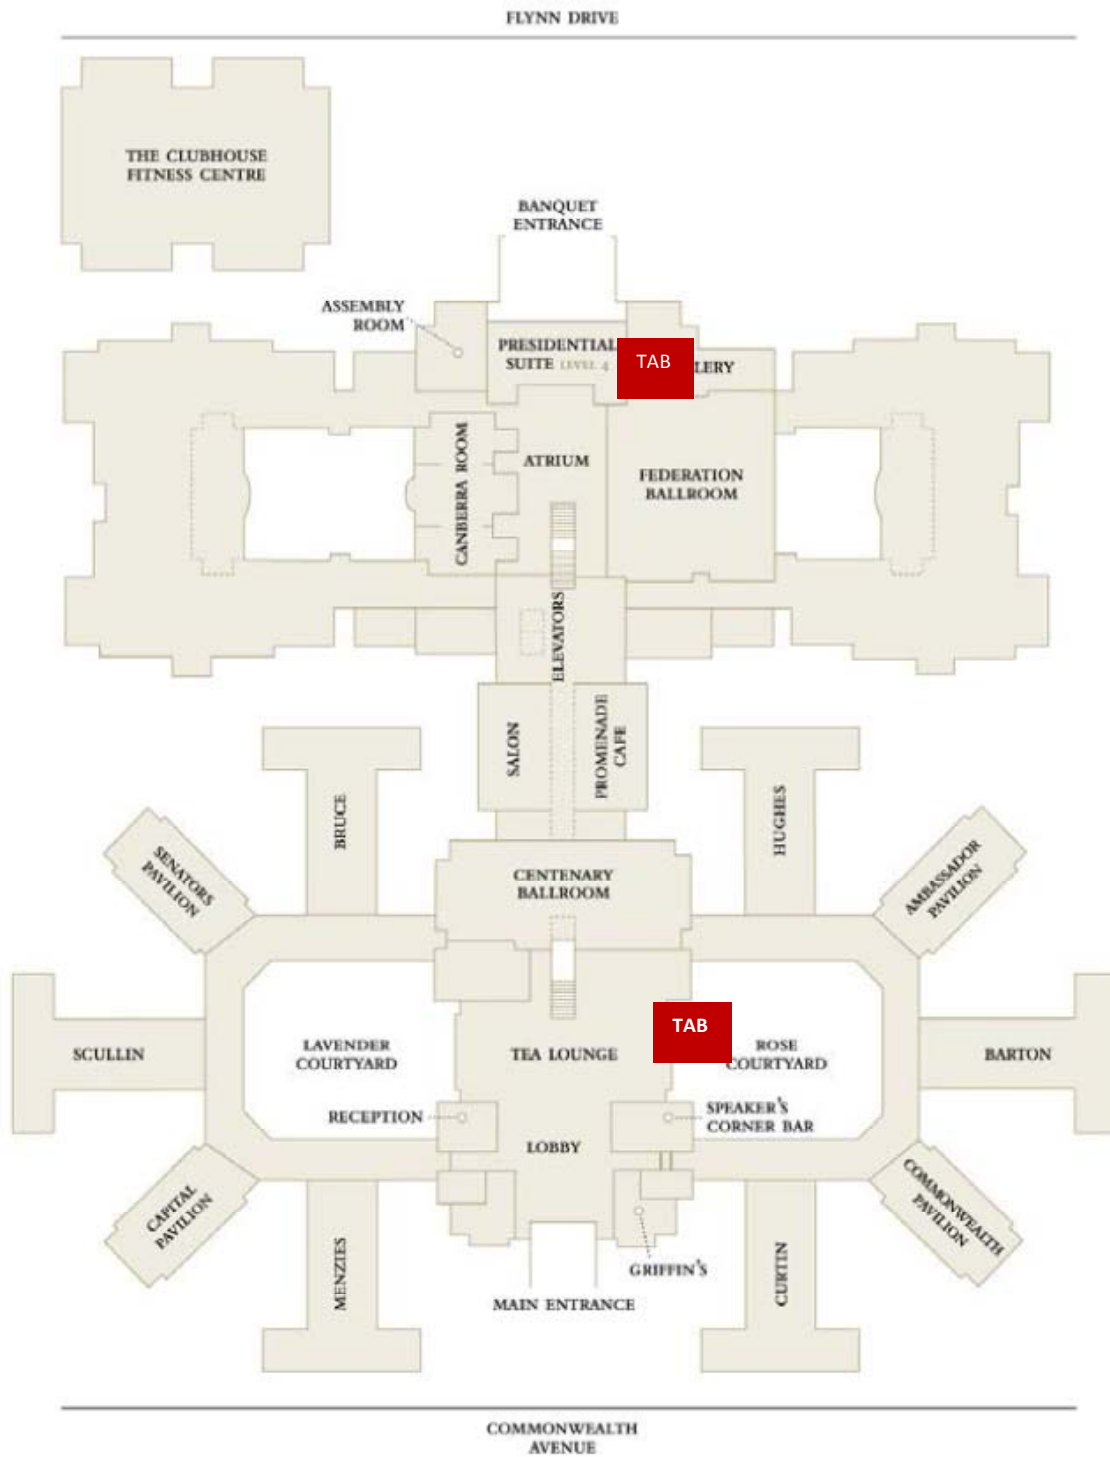 FLYNN DRIVE
THE CLUBHOUSE
FITNESS CENTRE
BANQUET
ENTRANCE
ASSEMBLY
ROOM
PRESIDENTIAL
SUITE LEVEL 4
TAB
LERY
CANBERRA ROOM
ATRIUM
FEDERATION
BALLROOM
ELEVATORS
SALON
PROMENADE
CAFE
BRUCE
HUGHES
SENATORS
PAVILION
CENTENARY
BALLROOM
AMBASSADOR
PAVILION
SCULLIN
LAVENDER
COURTYARD
TEA LOUNGE
TAB
ROSE
COURTYARD
BARTON
RECEPTION
SPEAKER'S
CORNER BAR
LOBBY
CAPITAL
PAVILION
COMMONWEALTH
PAVILION
MENZIES
GRIFFIN'S
CURTIN
MAIN ENTRANCE
COMMONWEALTH
AVENUE